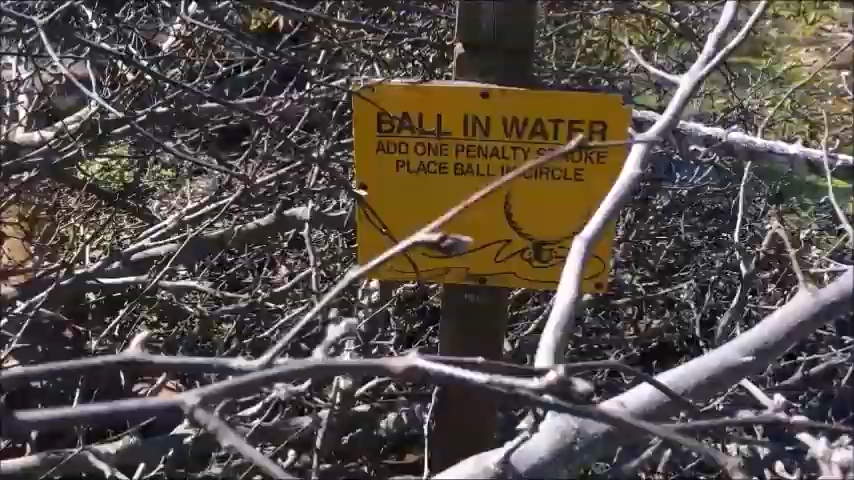 BALL IN WATER
ADD ONE PENALTY STROKE
PLACE BALL IN CIRCLE